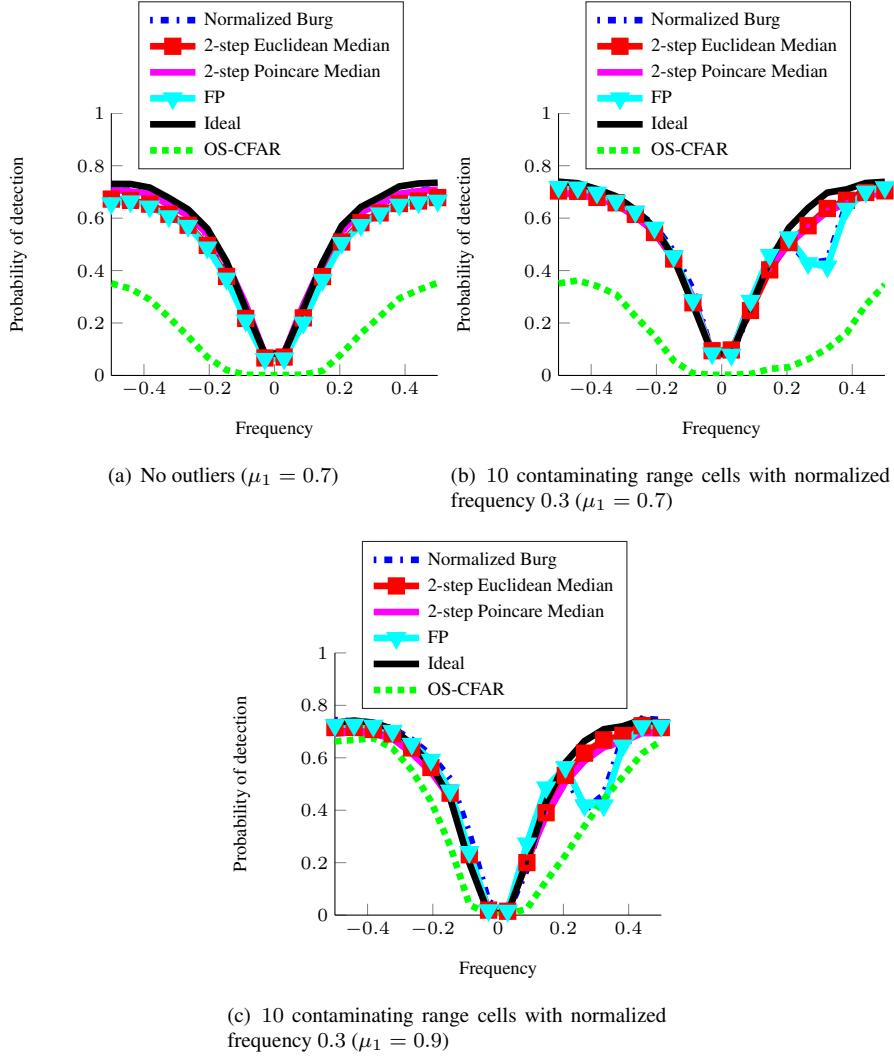 Normalized Burg
2-step Euclidean Median
2-step Poincare Median
FP
Ideal
OS-CFAR
1
0.8
0.6
0.4
0.2
0
Probability of detection
−0.4
−0.2
0
0.2
0.4
Frequency
(a) No outliers (μ₁ = 0.7)
Normalized Burg
2-step Euclidean Median
2-step Poincare Median
FP
Ideal
OS-CFAR
1
0.8
0.6
0.4
0.2
0
Probability of detection
−0.4
−0.2
0
0.2
0.4
Frequency
(b) 10 contaminating range cells with normalized
frequency 0.3 (μ₁ = 0.7)
Normalized Burg
2-step Euclidean Median
2-step Poincare Median
FP
Ideal
OS-CFAR
1
0.8
0.6
0.4
0.2
0
Probability of detection
−0.4
−0.2
0
0.2
0.4
Frequency
(c) 10 contaminating range cells with normalized
frequency 0.3 (μ₁ = 0.9)